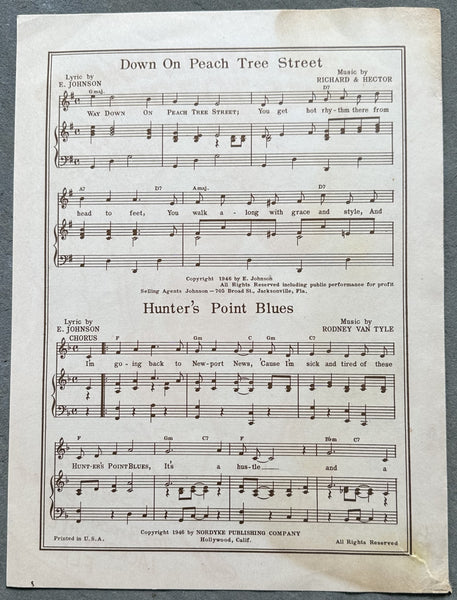 Down On Peach Tree Street
Lyric by
E. JOHNSON
Music by
RICHARD & HECTOR
G maj. D7
WAY DOWN ON PEACH TREE STREET; You get hot rhy-thm there from
A7 D7 A maj. D7
head to feet, You walk a - long with grace and style, And
Copyright 1946 by E. Johnson
All Rights Reserved including public performance for profit
Selling Agents Johnson — 705 Broad St., Jacksonville, Fla.
Hunter's Point Blues
Lyric by
E. JOHNSON
Music by
RODNEY VAN TYLE
CHORUS F Gm C Gm C7
I'm go - ing back to New-port News, 'Cause I'm sick and tired of these
F Gm C7 F Bbm C7
HUNT-ER'S POINT BLUES, It's a hus - tle and a
Copyright 1946 by NORDYKE PUBLISHING COMPANY
Hollywood, Calif.
Printed in U.S.A.
All Rights Reserved